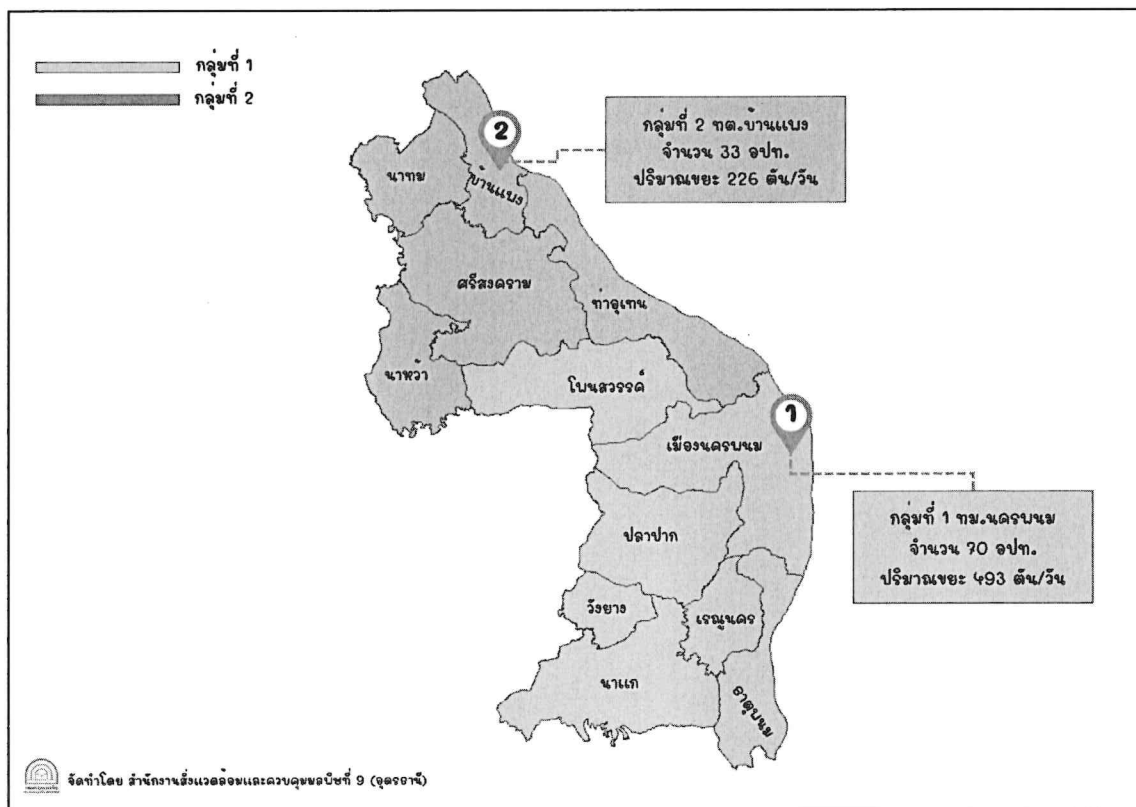 กลุ่มที่ 1
กลุ่มที่ 2
2
กลุ่มที่ 2 ทต.บ้านแพง
จำนวน 33 อปท.
ปริมาณขยะ 226 ตัน/วัน
นาทม
บ้านแพง
ศรีสงคราม
ท่าอุเทน
นาหว้า
โพนสวรรค์
1
เมืองนครพนม
กลุ่มที่ 1 ทม.นครพนม
จำนวน 70 อปท.
ปริมาณขยะ 493 ตัน/วัน
ปลาปาก
วังยาง
เรณูนคร
นาแก
ธาตุพนม
จัดทำโดย สำนักงานสิ่งแวดล้อมและควบคุมมลพิษที่ 9 (อุดรธานี)